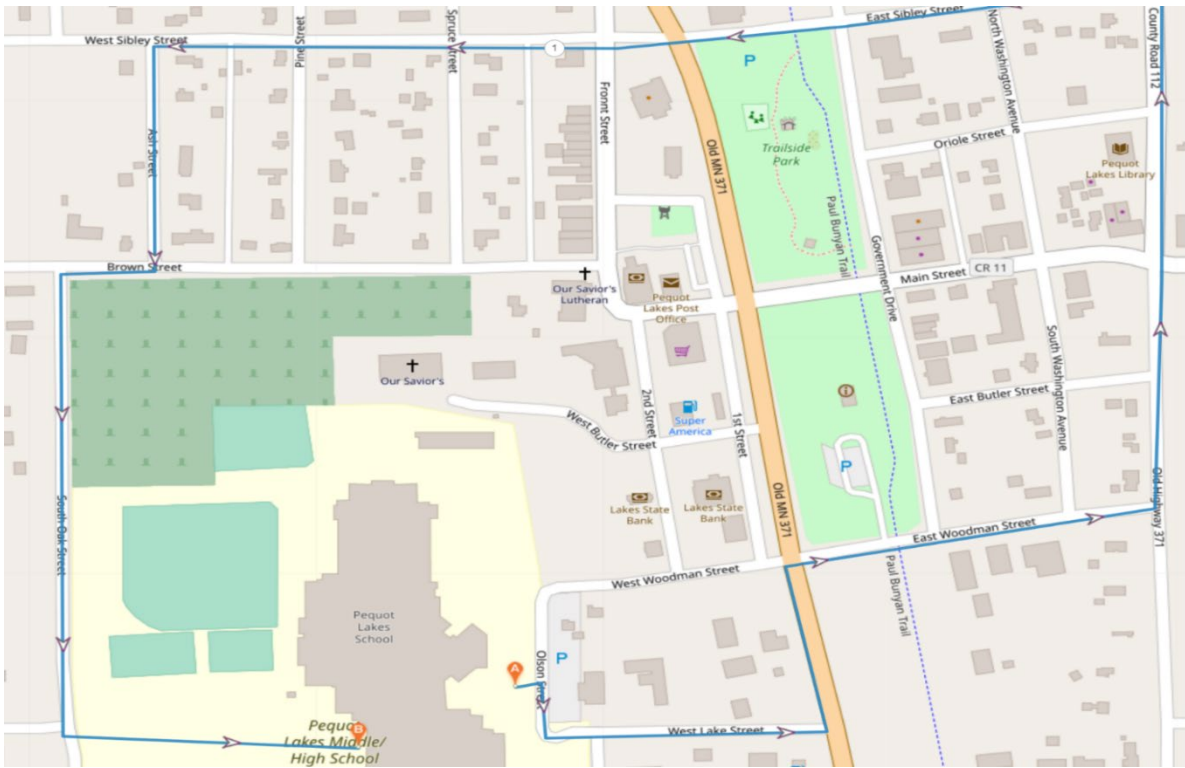 East Sibley Street
West Sibley Street
1
Pine Street
Spruce Street
Fronnt Street
North Washington Avenue
County Road 112
P
Ash Street
Old MN 371
Trailside
Park
Oriole Street
Pequot
Lakes Library
Paul Bunyan Trail
Government Drive
Brown Street
Main Street
CR 11
Our Savior's
Lutheran
Pequot
Lakes Post
Office
Our Savior's
2nd Street
1st Street
Super
America
West Butler Street
East Butler Street
South Washington Avenue
P
Lakes State
Bank
Lakes State
Bank
Old MN 371
South Oak Street
Old Highway 371
East Woodman Street
West Woodman Street
Paul Bunyan Trail
Pequot
Lakes
School
Olson Street
P
A
B
Pequot
Lakes Middle/
High School
West Lake Street